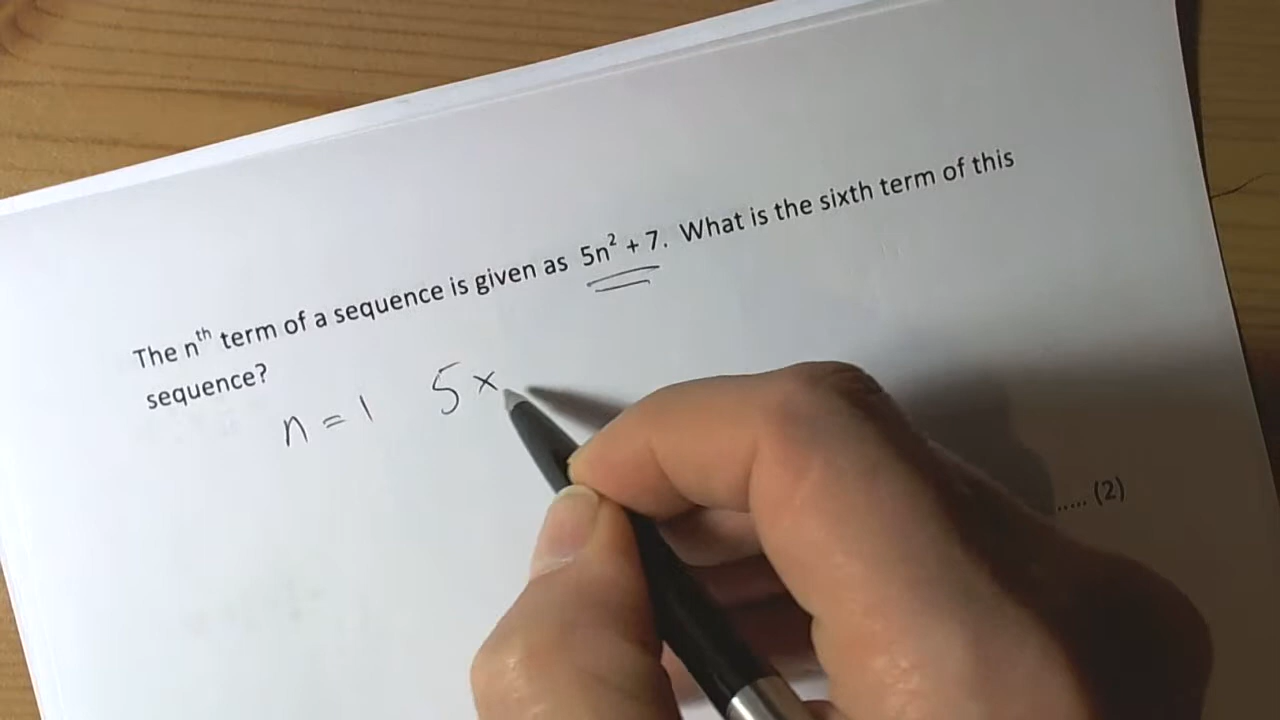 The nᵗʰ term of a sequence is given as 5n² + 7. What is the sixth term of this
sequence?
n = 1 5 ×
..... (2)